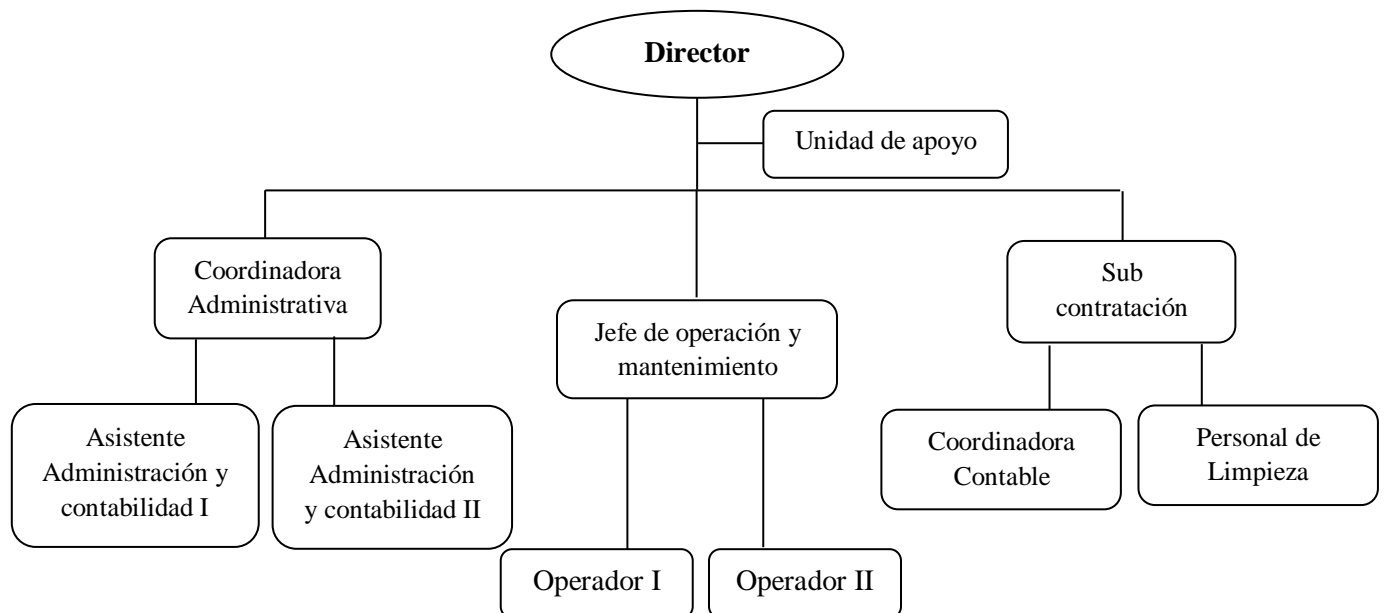 Director
Unidad de apoyo
Coordinadora
Administrativa
Jefe de operación y
mantenimiento
Sub
contratación
Asistente
Administración y
contabilidad I
Asistente
Administración
y contabilidad II
Operador I
Operador II
Coordinadora
Contable
Personal de
Limpieza